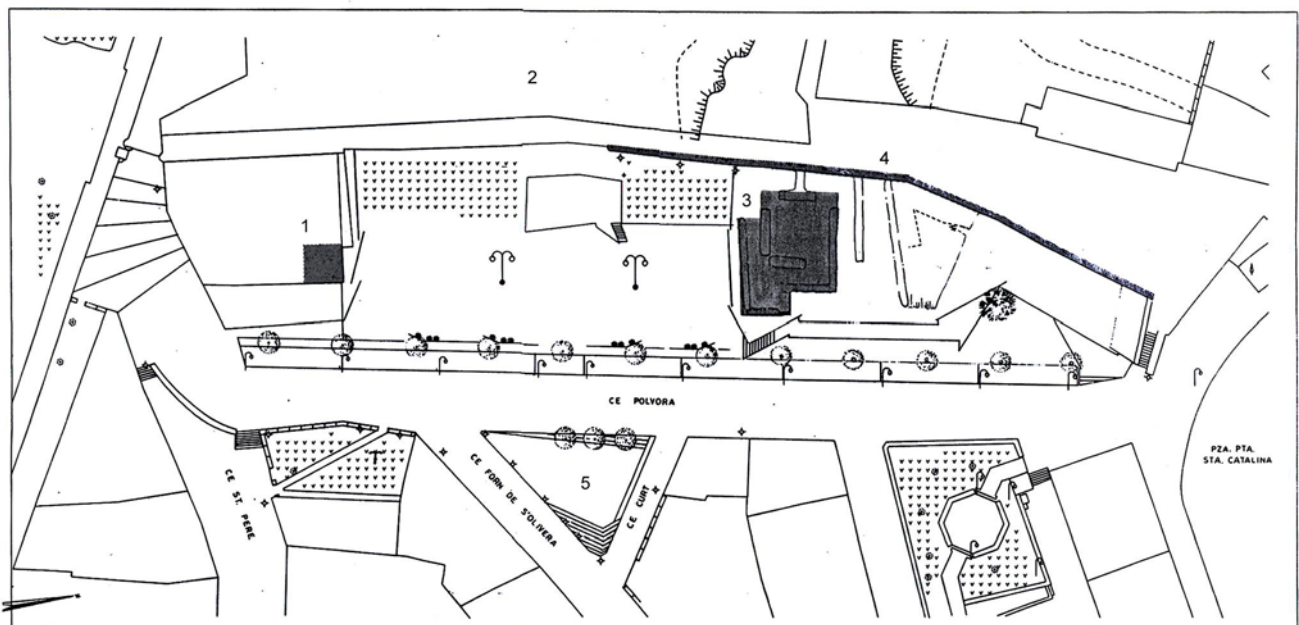 2
4
3
1
CE POLVORA
PZA. PTA.
STA. CATALINA
CE ST. PERE
CE FORN DE S'OLIVERA
5
CE CURT